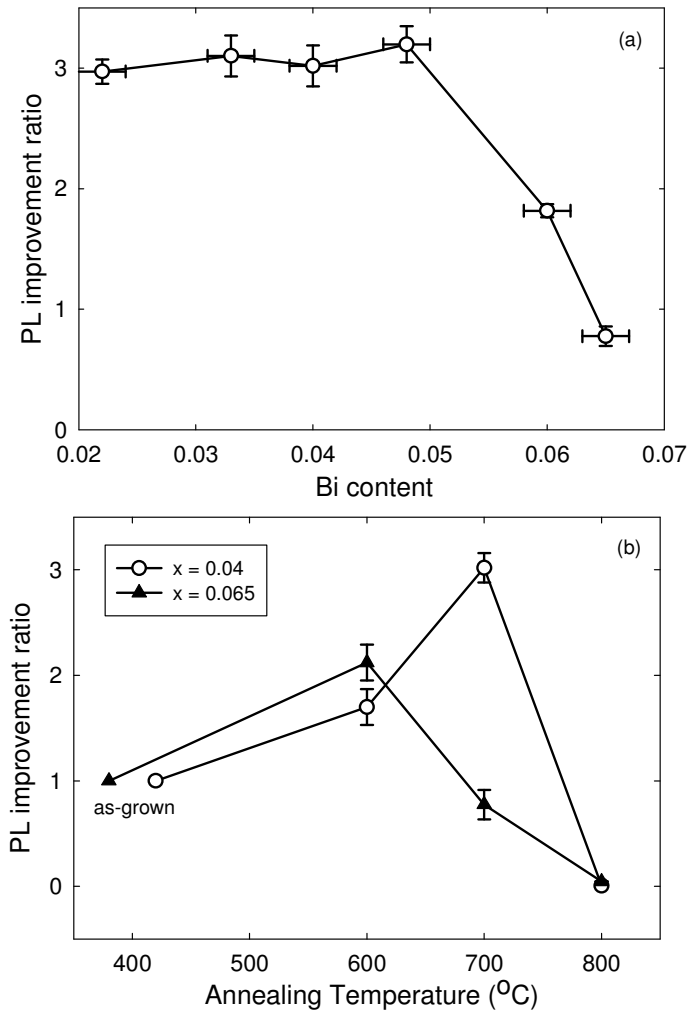 (a)
PL improvement ratio
3
2
1
0
0.02 0.03 0.04 0.05 0.06 0.07
Bi content
(b)
x = 0.04
x = 0.065
PL improvement ratio
3
2
1
0
as-grown
400 500 600 700 800
Annealing Temperature (ᴼC)